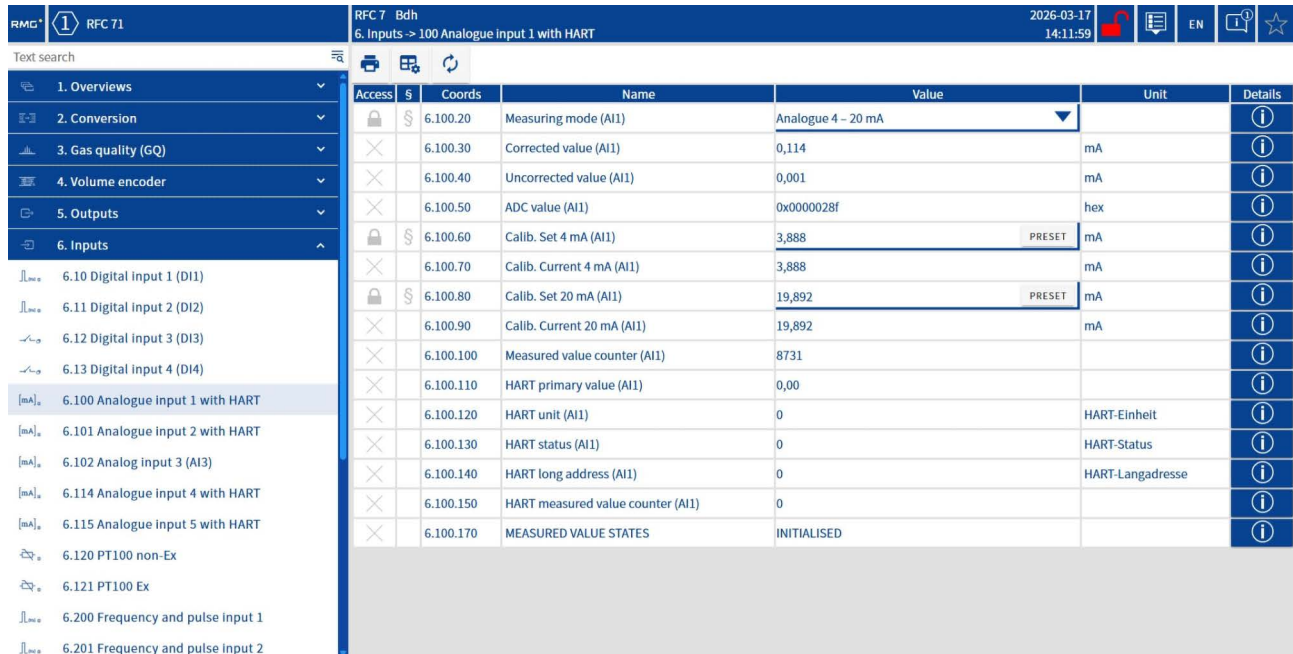 RMG 1 RFC 71
RFC 7 Bdh
6. Inputs -> 100 Analogue input 1 with HART
2026-03-17
14:11:59
EN
1
Text search
1. Overviews
2. Conversion
3. Gas quality (GQ)
4. Volume encoder
5. Outputs
6. Inputs
6.10 Digital input 1 (DI1)
6.11 Digital input 2 (DI2)
6.12 Digital input 3 (DI3)
6.13 Digital input 4 (DI4)
[mA] 6.100 Analogue input 1 with HART
[mA] 6.101 Analogue input 2 with HART
[mA] 6.102 Analog input 3 (AI3)
[mA] 6.114 Analogue input 4 with HART
[mA] 6.115 Analogue input 5 with HART
6.120 PT100 non-Ex
6.121 PT100 Ex
6.200 Frequency and pulse input 1
6.201 Frequency and pulse input 2
Access § Coords Name Value Unit Details
§ 6.100.20 Measuring mode (AI1) Analogue 4 – 20 mA
6.100.30 Corrected value (AI1) 0,114 mA
6.100.40 Uncorrected value (AI1) 0,001 mA
6.100.50 ADC value (AI1) 0x0000028f hex
§ 6.100.60 Calib. Set 4 mA (AI1) 3,888 PRESET mA
6.100.70 Calib. Current 4 mA (AI1) 3,888 mA
§ 6.100.80 Calib. Set 20 mA (AI1) 19,892 PRESET mA
6.100.90 Calib. Current 20 mA (AI1) 19,892 mA
6.100.100 Measured value counter (AI1) 8731
6.100.110 HART primary value (AI1) 0,00
6.100.120 HART unit (AI1) 0 HART-Einheit
6.100.130 HART status (AI1) 0 HART-Status
6.100.140 HART long address (AI1) 0 HART-Langadresse
6.100.150 HART measured value counter (AI1) 0
6.100.170 MEASURED VALUE STATES INITIALISED